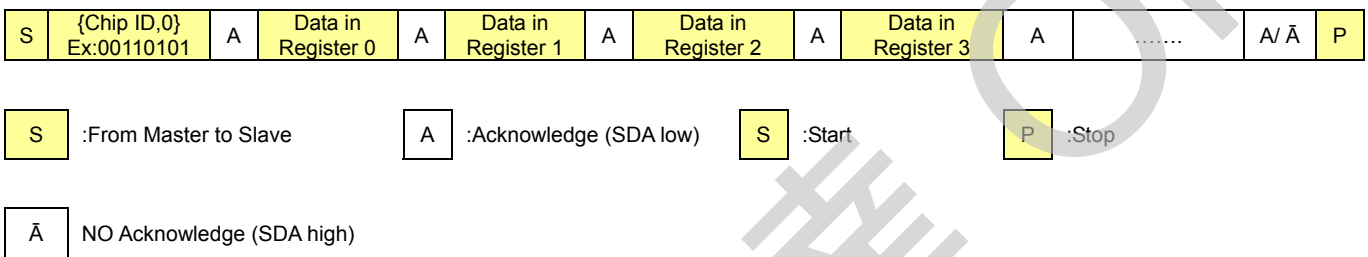 S {Chip ID,0} Ex:00110101 A Data in Register 0 A Data in Register 1 A Data in Register 2 A Data in Register 3 A ……. A/ Ā P
S :From Master to Slave A :Acknowledge (SDA low) S :Start P :Stop
Ā NO Acknowledge (SDA high)